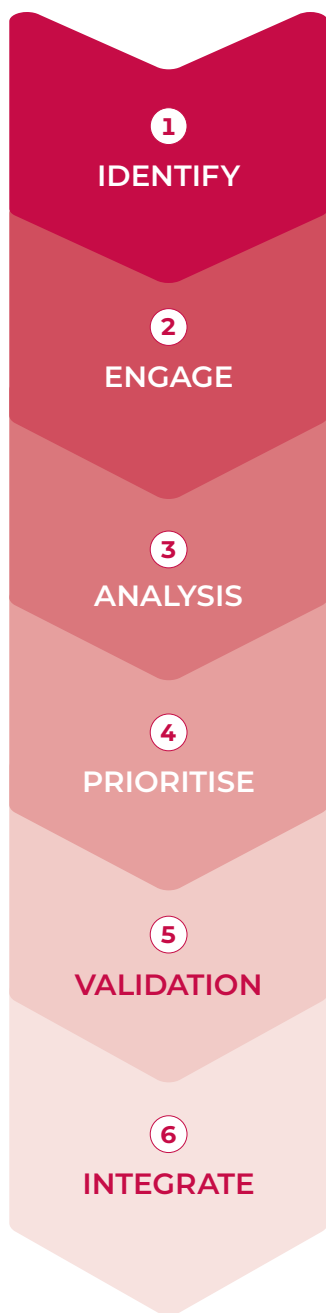 1
IDENTIFY
2
ENGAGE
3
ANALYSIS
4
PRIORITISE
5
VALIDATION
6
INTEGRATE